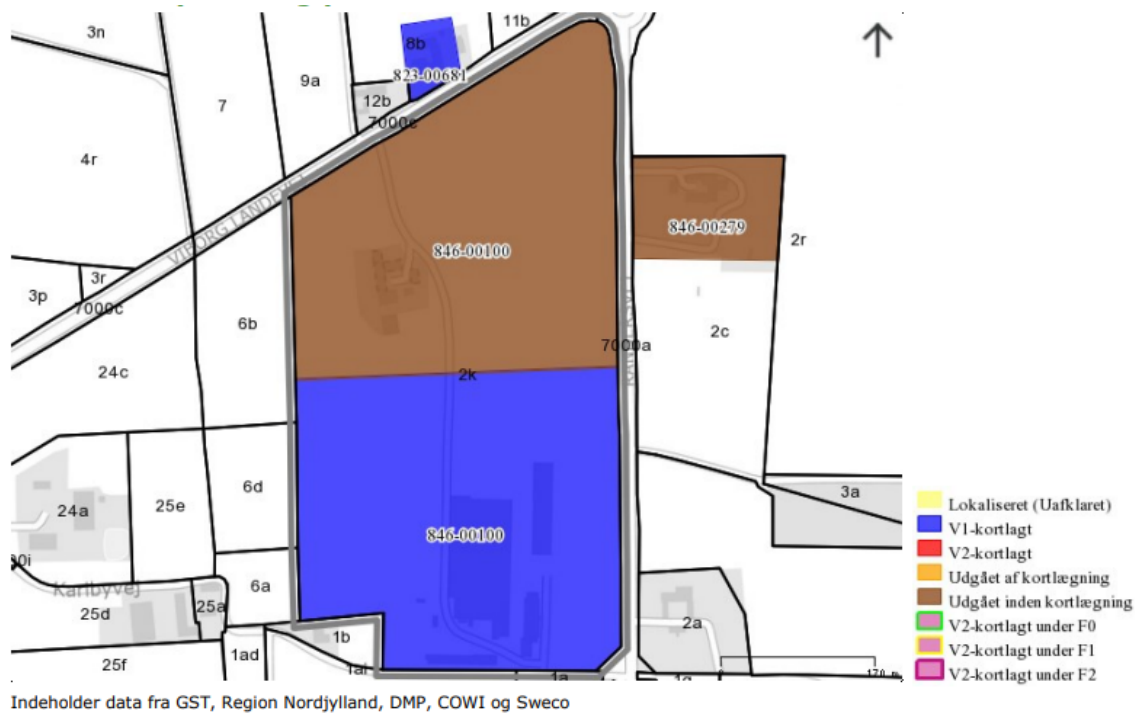 3n
11b
8b
9a
823-00681
12b
7
7000c
4r
846-00279
2r
846-00100
3r
3p
7000c
6b
2c
7000a
24c
2k
6d
3a
24a
25e
846-00100
6a
Karlbyvej
25a
25d
2a
1b
1ad
25f
1a
Lokaliseret (Uafklaret)
V1-kortlagt
V2-kortlagt
Udgået af kortlægning
Udgået inden kortlægning
V2-kortlagt under F0
V2-kortlagt under F1
V2-kortlagt under F2
Indeholder data fra GST, Region Nordjylland, DMP, COWI og Sweco